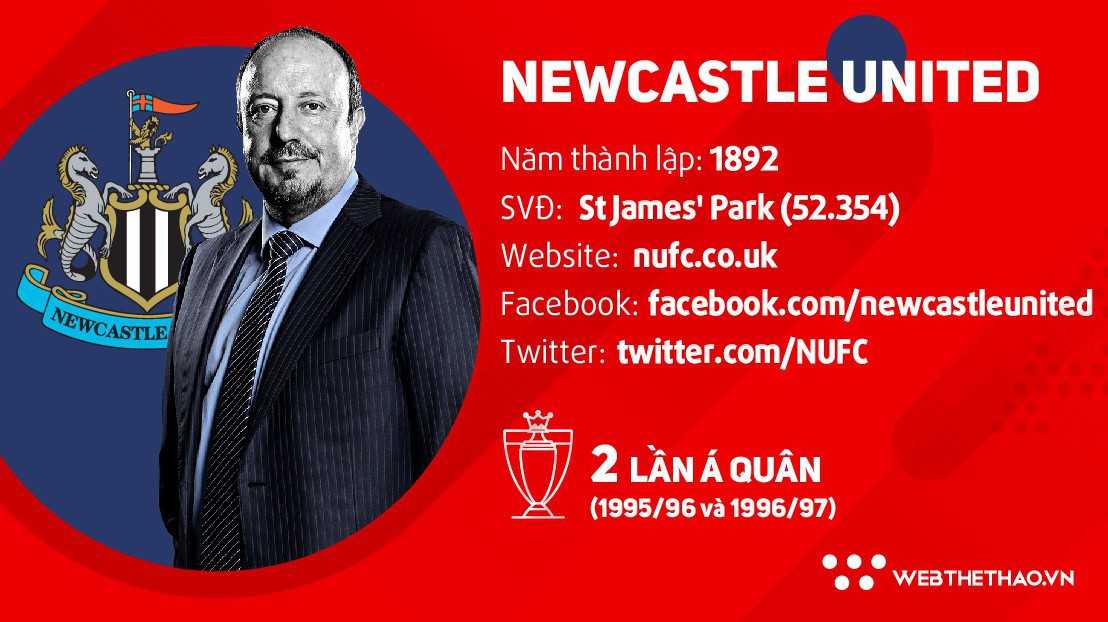 NEWCASTLE UNITED
Năm thành lập: 1892
SVĐ: St James' Park (52.354)
Website: nufc.co.uk
Facebook: facebook.com/newcastleunited
Twitter: twitter.com/NUFC
2 LẦN Á QUÂN
(1995/96 và 1996/97)
NEWCASTLE
WEBTHETHAO.VN